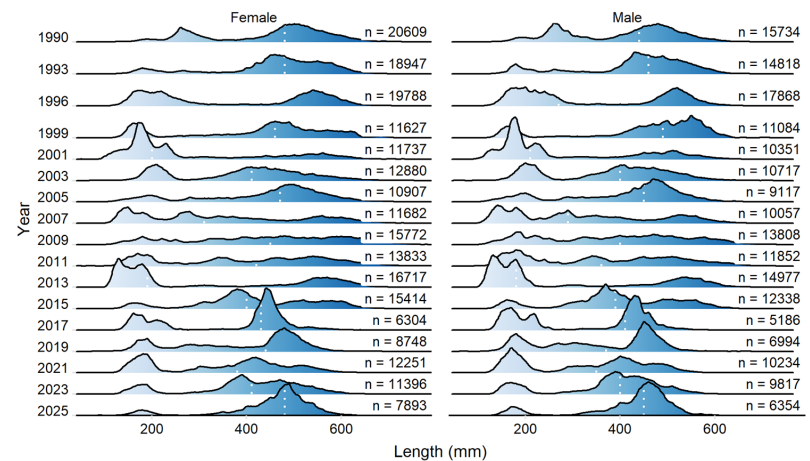 Female Male
1990 n = 20609 n = 15734
1993 n = 18947 n = 14818
1996 n = 19788 n = 17868
1999 n = 11627 n = 11084
2001 n = 11737 n = 10351
2003 n = 12880 n = 10717
2005 n = 10907 n = 9117
2007 n = 11682 n = 10057
2009 n = 15772 n = 13808
2011 n = 13833 n = 11852
2013 n = 16717 n = 14977
2015 n = 15414 n = 12338
2017 n = 6304 n = 5186
2019 n = 8748 n = 6994
2021 n = 12251 n = 10234
2023 n = 11396 n = 9817
2025 n = 7893 n = 6354
Year
200 400 600 200 400 600
Length (mm)